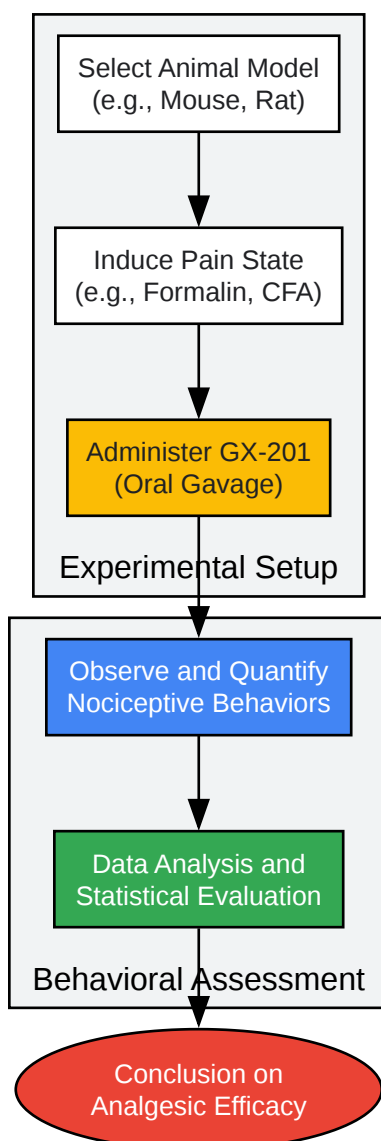 Select Animal Model
(e.g., Mouse, Rat)
Induce Pain State
(e.g., Formalin, CFA)
Administer GX-201
(Oral Gavage)
Experimental Setup
Observe and Quantify
Nociceptive Behaviors
Data Analysis and
Statistical Evaluation
Behavioral Assessment
Conclusion on
Analgesic Efficacy